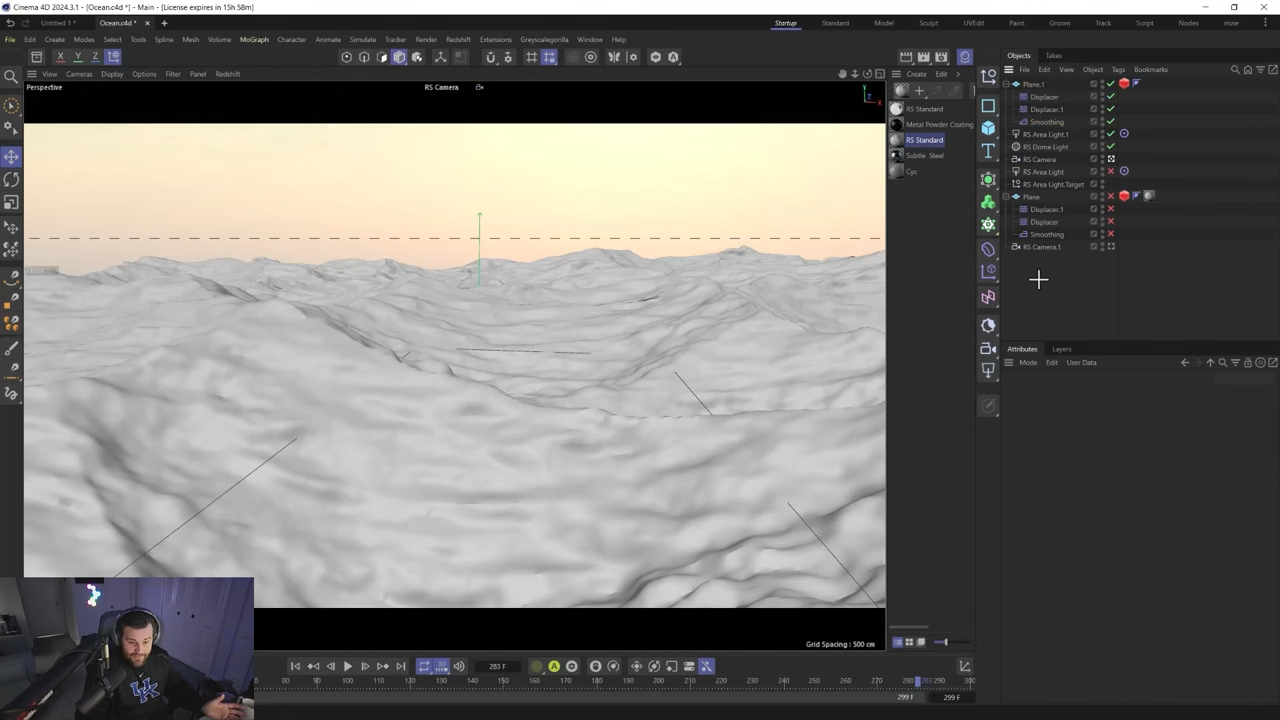 Cinema 4D 2024.3.1 - [Ocean.c4d *] - Main - [License expires in 15h 58m]
Untitled 1 *
Ocean.c4d *
Startup
Standard
Model
Sculpt
UVEdit
Paint
Groom
Track
Script
Nodes
mine
File Edit Create Modes Select Tools Spline Mesh Volume MoGraph Character Animate Simulate Tracker Render Redshift Extensions Greyscalegorilla Window Help
X Y Z
View Cameras Display Options Filter Panel Redshift
Perspective
RS Camera
Create Edit
RS Standard
Metal Powder Coating
RS Standard
Subtle Steel
Cyc
Objects Takes
File Edit View Object Tags Bookmarks
Plane.1
Displacer
Displacer.1
Smoothing
RS Area Light.1
RS Dome Light
RS Camera
RS Area Light
RS Area Light.Target
Plane
Displacer.1
Displacer
Smoothing
RS Camera.1
Attributes Layers
Mode Edit User Data
Grid Spacing : 500 cm
283 F
80 90 100 110 120 130 140 150 160 170 180 190 200 210 220 230 240 250 260 270 280 283 290 300
299 F 299 F
UK